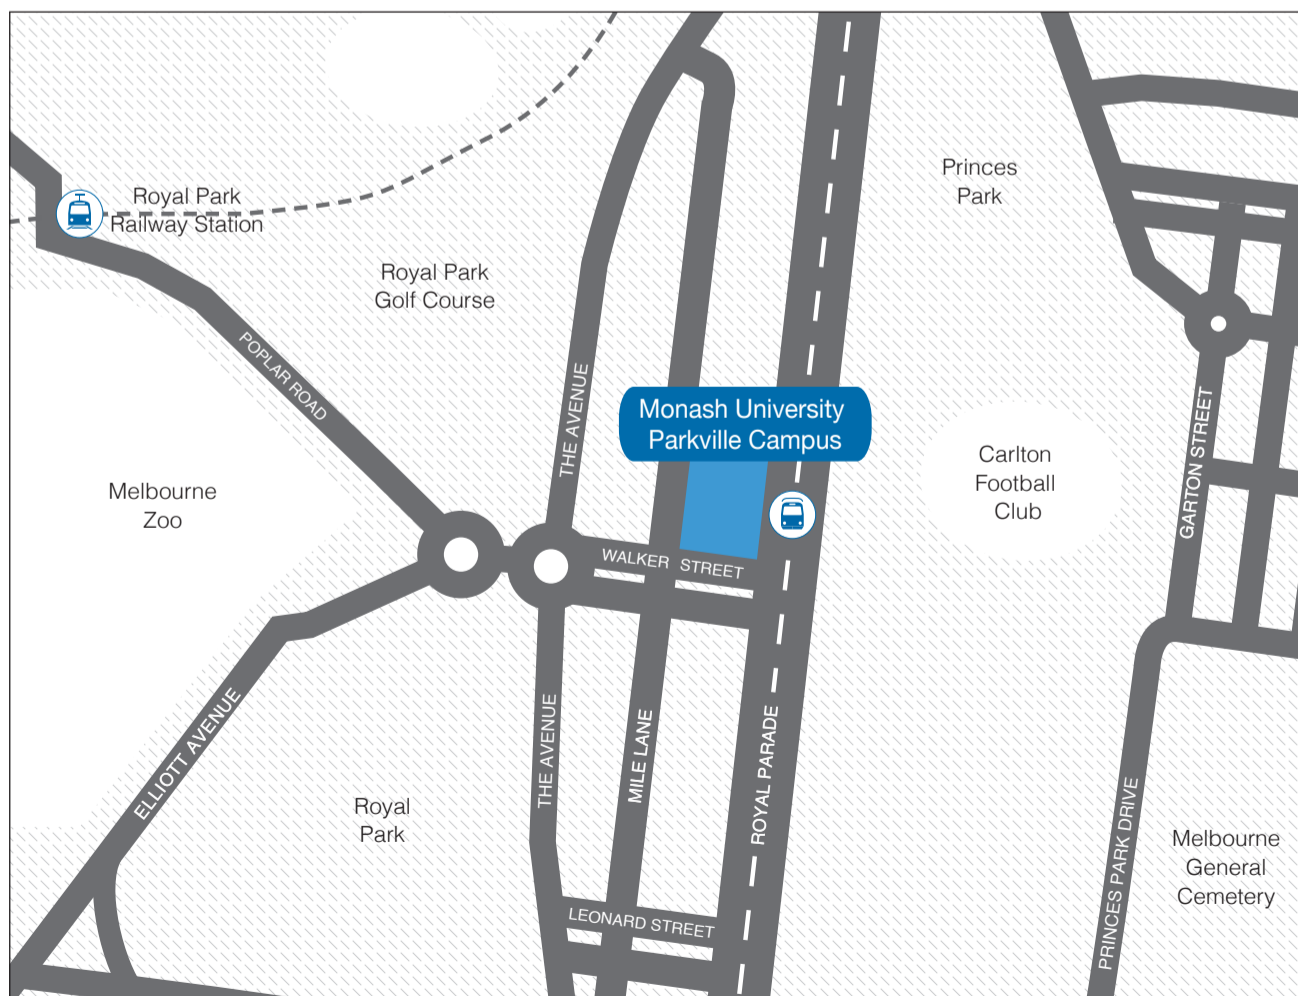 Princes
Park
Royal Park
Railway Station
Royal Park
Golf Course
POPLAR ROAD
THE AVENUE
Monash University
Parkville Campus
GARTON STREET
Carlton
Football
Club
Melbourne
Zoo
WALKER STREET
ELLIOTT AVENUE
THE AVENUE
MILE LANE
ROYAL PARADE
Royal
Park
PRINCES PARK DRIVE
Melbourne
General
Cemetery
LEONARD STREET